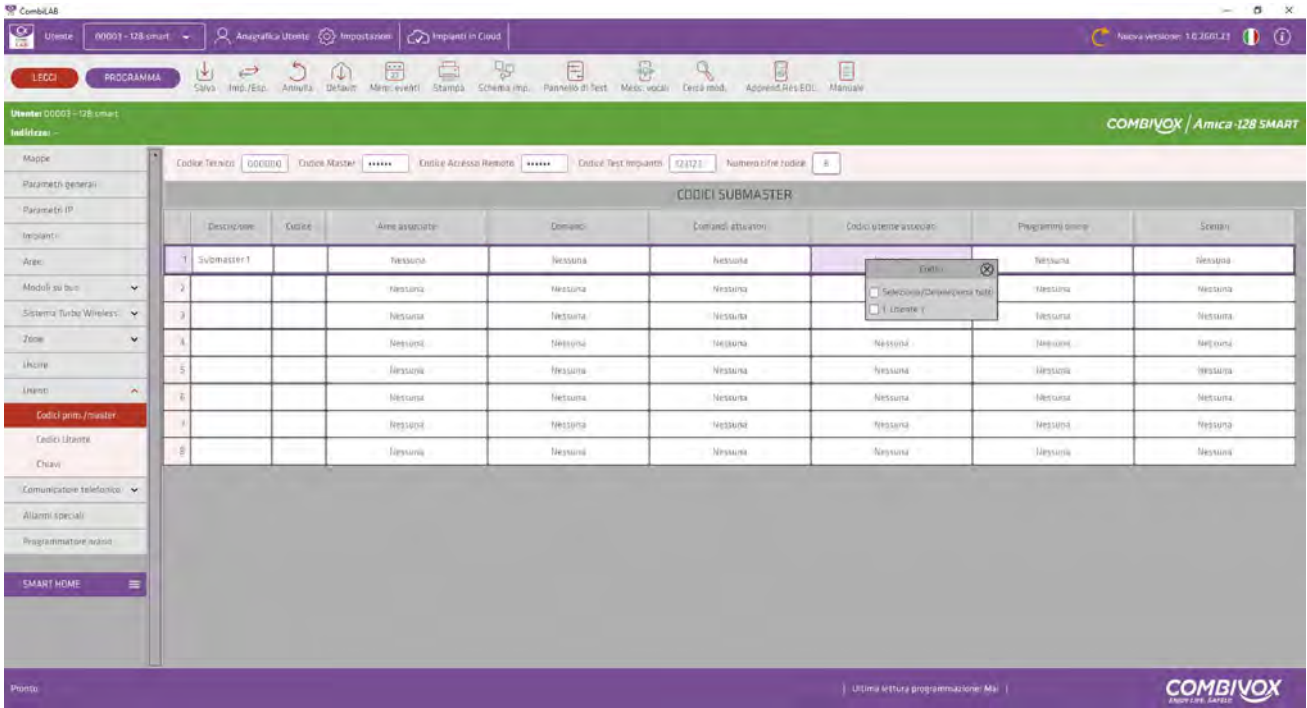 CombiLAB
Utente 00003 - 128 smart Anagrafica Utente Impostazioni Impianti in Cloud Nuova versione: 1.0.2601.23
LEGGI PROGRAMMA Salva Imp./Esp. Annulla Default Mem. eventi Stampa Schema imp. Pannello di Test Mess. vocali Cerca mod. Apprend.Res.EOL Manuale
Utente: 00003 - 128 smart
Indirizzo: --
COMBIVOX / Amica 128 SMART
Codice Tecnico 000000 Codice Master ****** Codice Accesso Remoto ****** Codice Test Impianto 123123 Numero cifre codice 6
CODICI SUBMASTER
Descrizione Codice Aree associate Comandi Comandi attuatori Codici utente associati Programmi orario Scenari
1 Submaster 1 Nessuna Nessuna Nessuna Nessuna Nessuna
2 Nessuna Nessuna Nessuna Nessuna Nessuna
3 Nessuna Nessuna Nessuna Nessuna Nessuna
4 Nessuna Nessuna Nessuna Nessuna Nessuna Nessuna
5 Nessuna Nessuna Nessuna Nessuna Nessuna Nessuna
6 Nessuna Nessuna Nessuna Nessuna Nessuna Nessuna
7 Nessuna Nessuna Nessuna Nessuna Nessuna Nessuna
8 Nessuna Nessuna Nessuna Nessuna Nessuna Nessuna
Codici
Seleziona/Deseleziona tutti
1 Utente 1
Mappe
Parametri generali
Parametri IP
Impianti
Aree
Moduli su bus
Sistema Turbo Wireless
Zone
Uscite
Utenti
Codici prim./master
Codici Utente
Chiavi
Comunicatore telefonico
Allarmi speciali
Programmatore orario
SMART HOME
Pronto
Ultima lettura programmazione: Mai
COMBIVOX
ENJOY LIFE, SAFELY